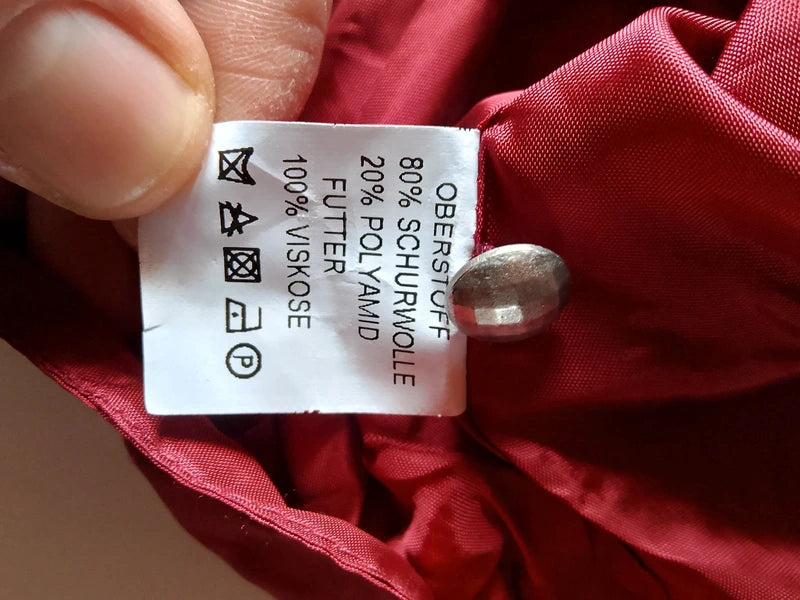 OBERSTOFF
80% SCHURWOLLE
20% POLYAMID
FUTTER
100% VISKOSE
P